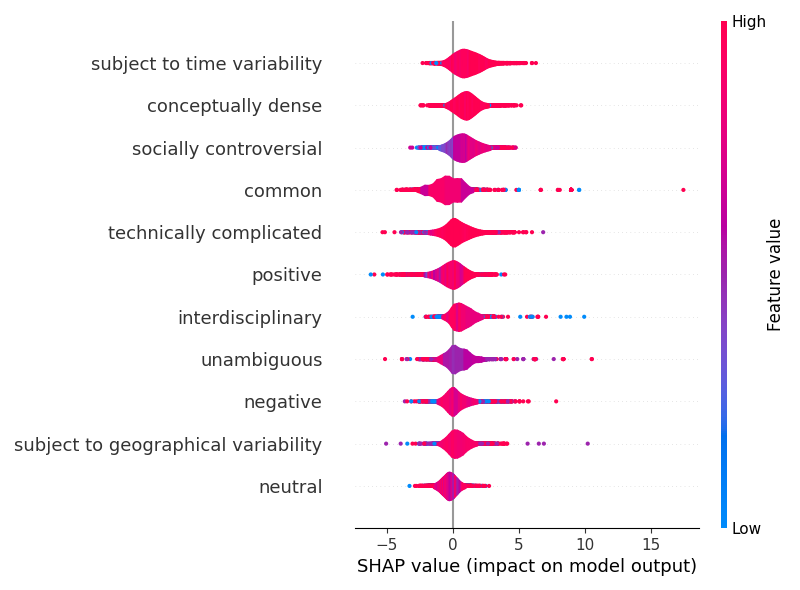 High
subject to time variability
conceptually dense
socially controversial
common
technically complicated
positive
interdisciplinary
unambiguous
negative
subject to geographical variability
neutral
Feature value
Low
−5 0 5 10 15
SHAP value (impact on model output)